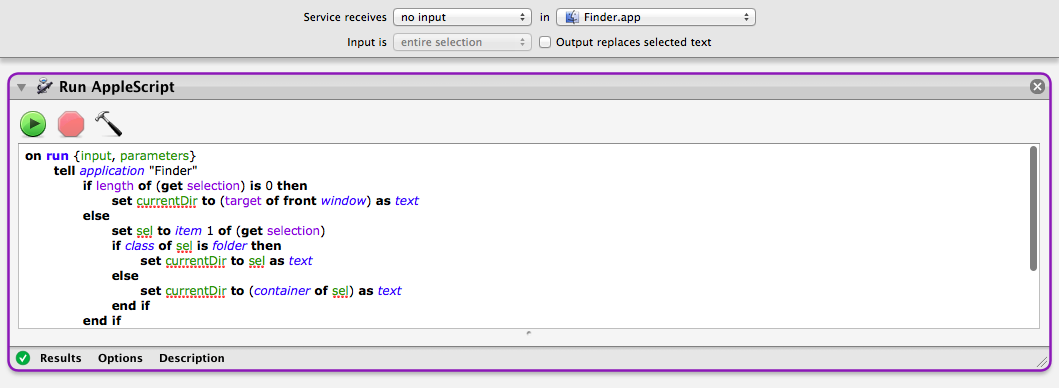 Service receives no input in Finder.app
Input is entire selection Output replaces selected text
Run AppleScript
on run {input, parameters}
tell application "Finder"
if length of (get selection) is 0 then
set currentDir to (target of front window) as text
else
set sel to item 1 of (get selection)
if class of sel is folder then
set currentDir to sel as text
else
set currentDir to (container of sel) as text
end if
end if
Results Options Description